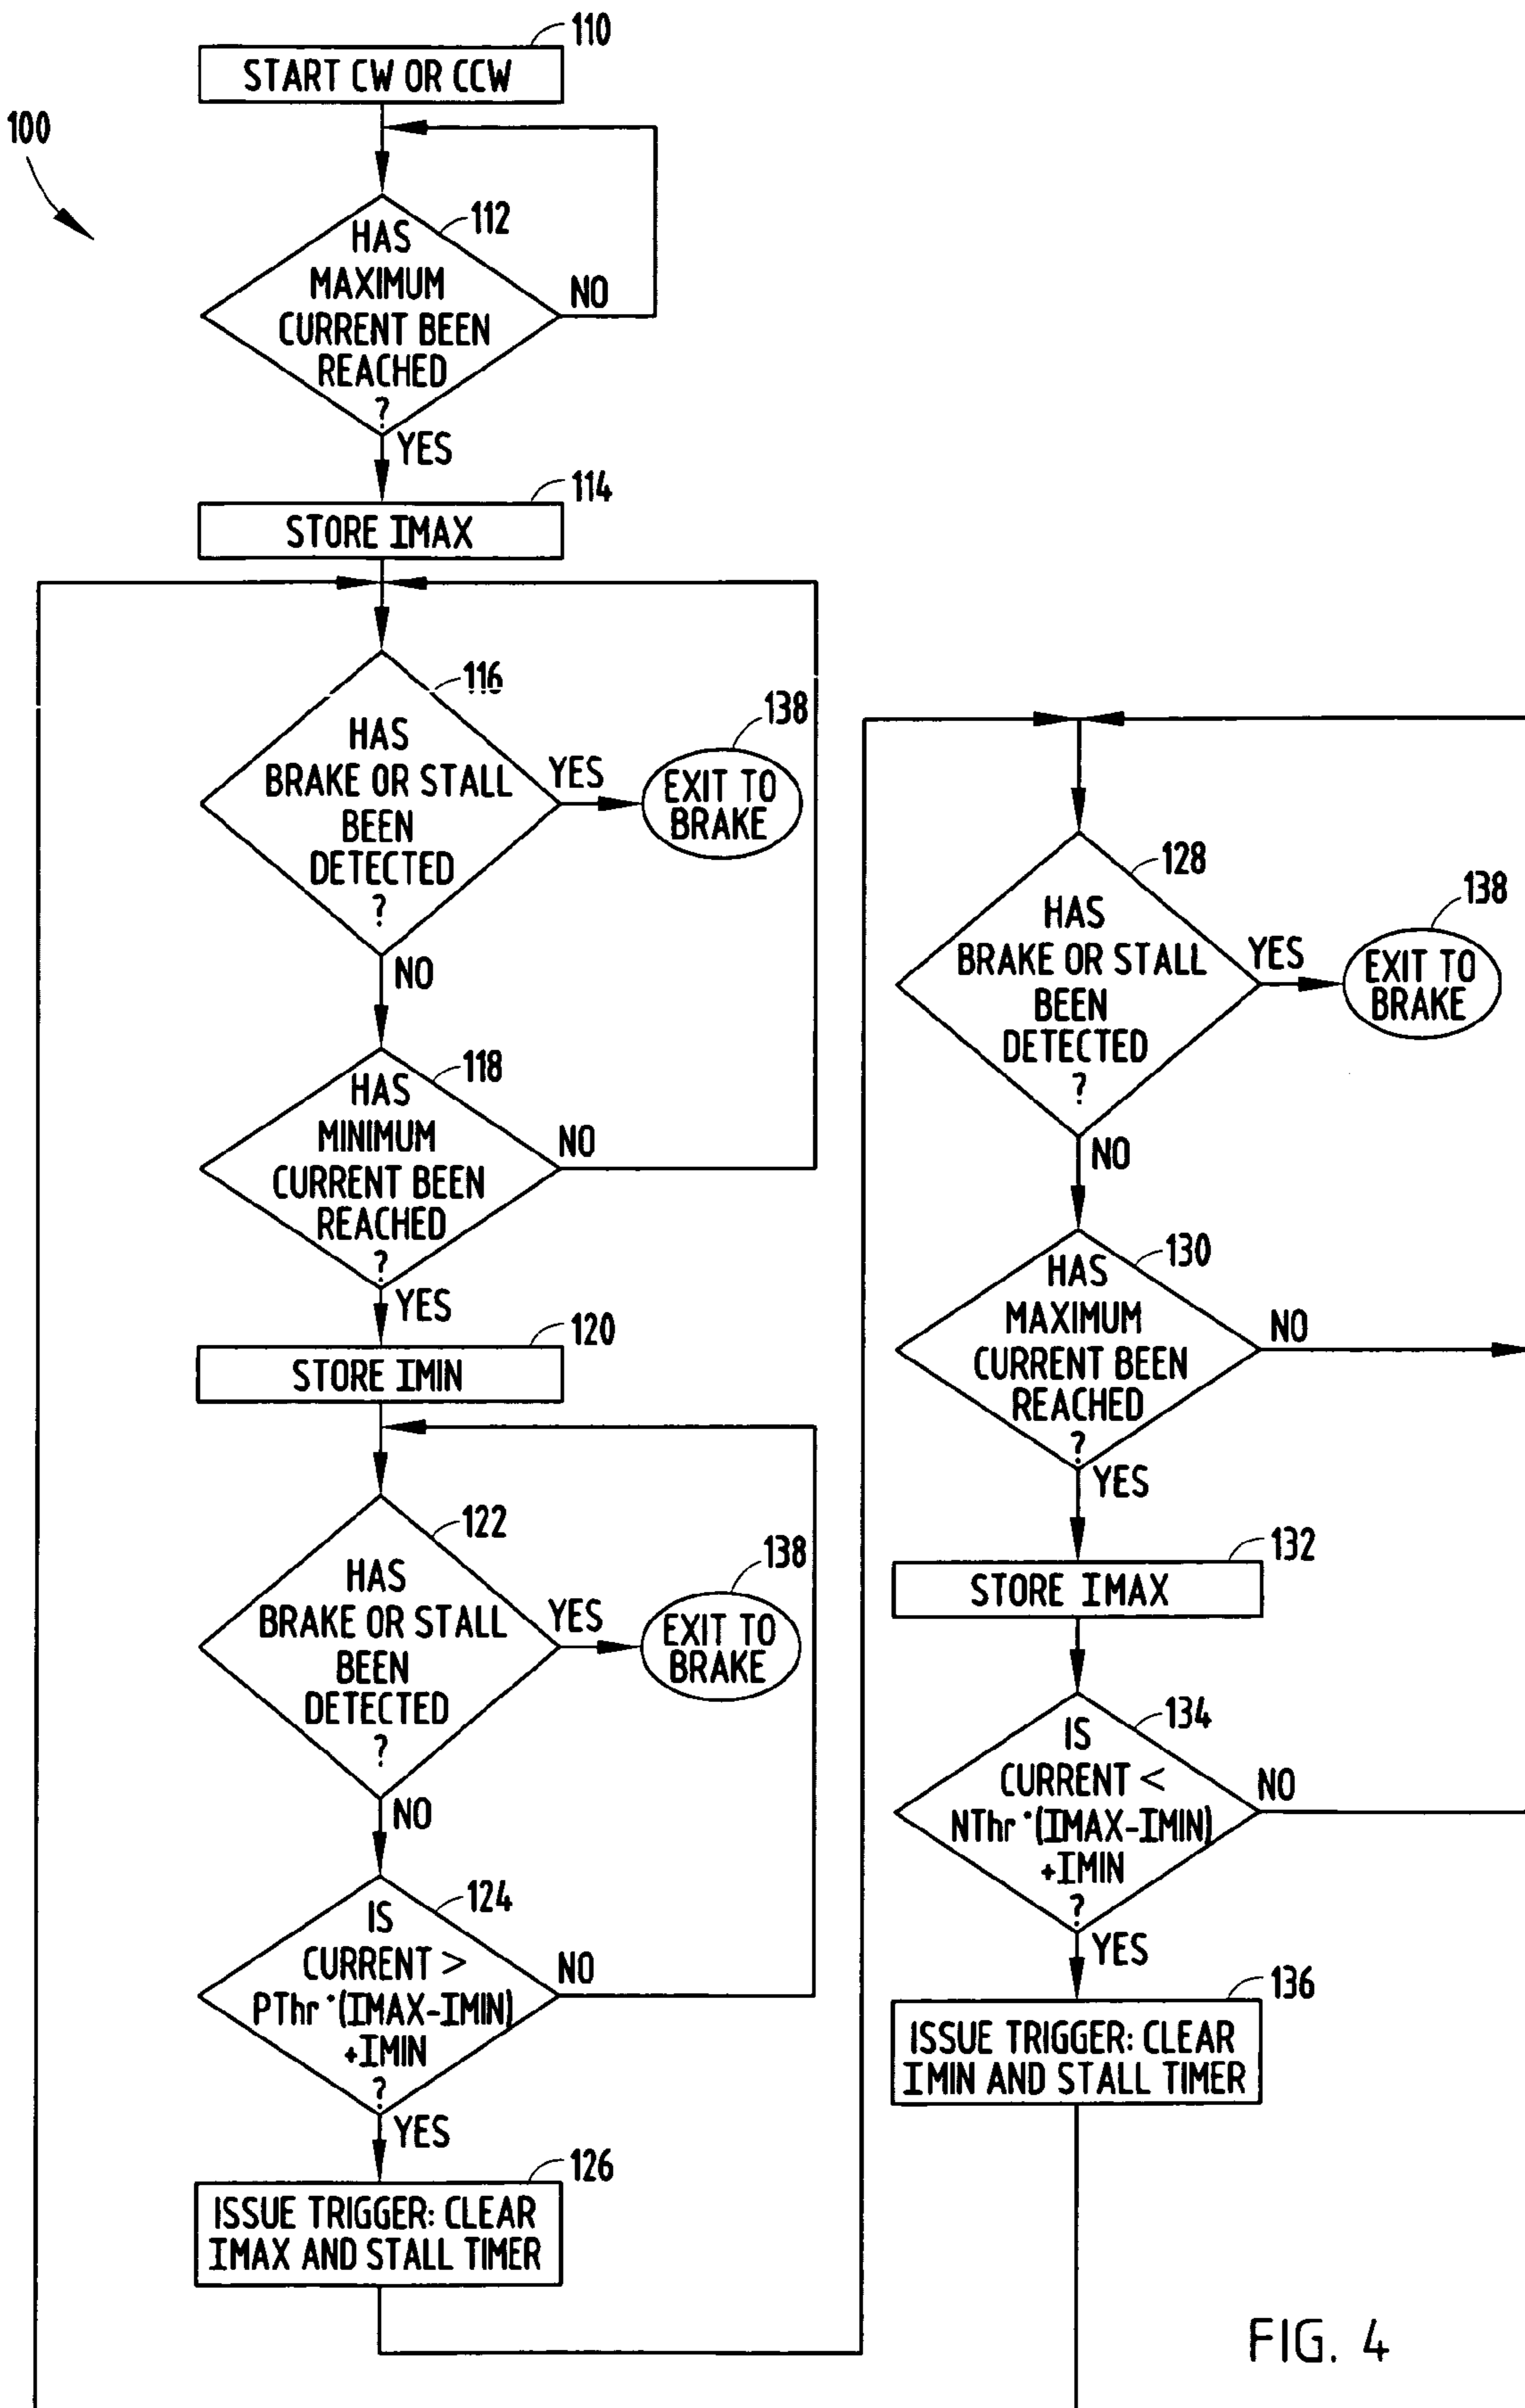 110
START CW OR CCW
100
112
HAS
MAXIMUM
CURRENT BEEN
REACHED
?
NO
YES
114
STORE IMAX
116
HAS
BRAKE OR STALL
BEEN
DETECTED
?
YES
138
EXIT TO
BRAKE
NO
118
HAS
MINIMUM
CURRENT BEEN
REACHED
?
NO
YES
120
STORE IMIN
122
HAS
BRAKE OR STALL
BEEN
DETECTED
?
YES
138
EXIT TO
BRAKE
NO
124
IS
CURRENT >
PThr*(IMAX-IMIN)
+IMIN
?
NO
YES
126
ISSUE TRIGGER: CLEAR
IMAX AND STALL TIMER
128
HAS
BRAKE OR STALL
BEEN
DETECTED
?
YES
138
EXIT TO
BRAKE
NO
130
HAS
MAXIMUM
CURRENT BEEN
REACHED
?
NO
YES
132
STORE IMAX
134
IS
CURRENT <
NThr*(IMAX-IMIN)
+IMIN
?
NO
YES
136
ISSUE TRIGGER: CLEAR
IMIN AND STALL TIMER
FIG. 4